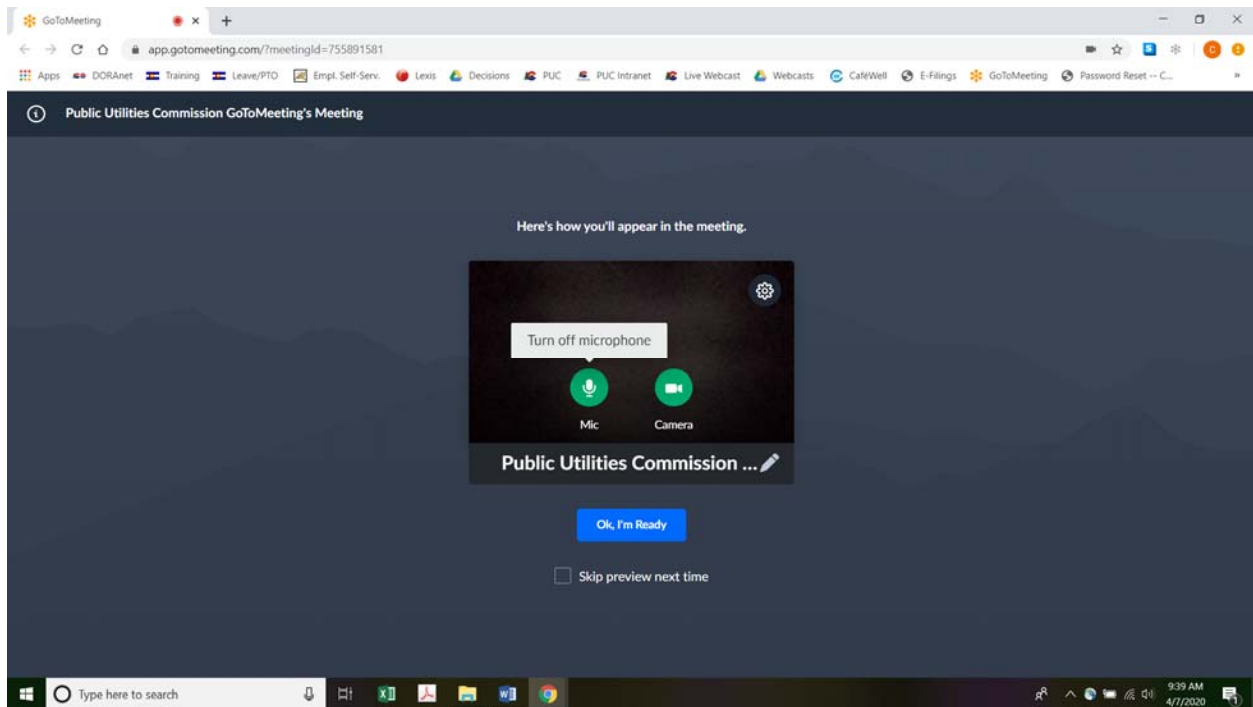 GoToMeeting
app.gotomeeting.com/?meetingId=755891581
Apps DORAnet Training Leave/PTO Empl. Self-Serv. Lexis Decisions PUC PUC Intranet Live Webcast Webcasts CafeWell E-Filings GoToMeeting Password Reset -- C...
Public Utilities Commission GoToMeeting's Meeting
Here's how you'll appear in the meeting.
Turn off microphone
Mic Camera
Public Utilities Commission ...
Ok, I'm Ready
Skip preview next time
Type here to search
9:39 AM
4/7/2020